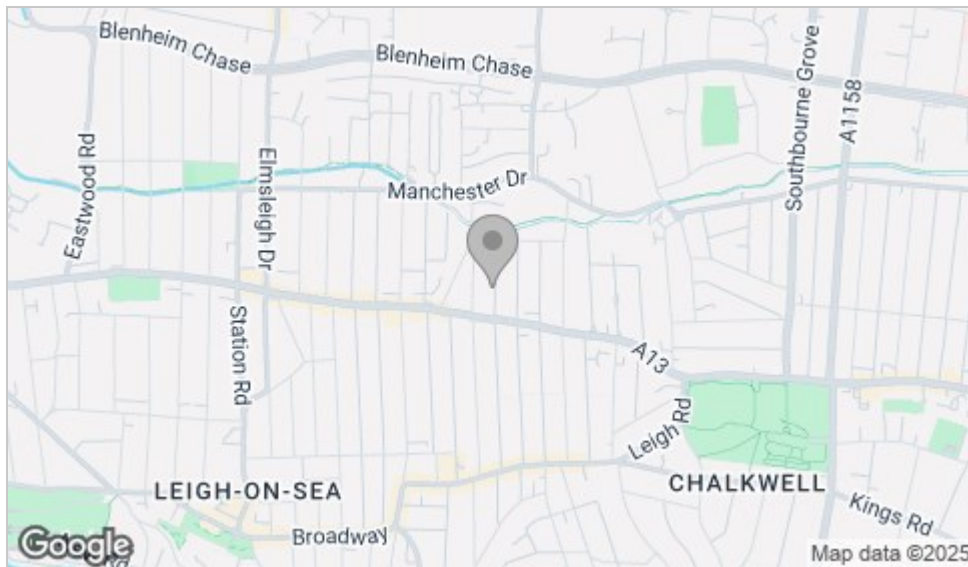 Blenheim Chase
Blenheim Chase
Southbourne Grove
A1158
Eastwood Rd
Elmsleigh Dr
Manchester Dr
Station Rd
A13
Leigh Rd
LEIGH-ON-SEA
CHALKWELL
Kings Rd
Broadway
Google
Rd
Map data ©2025